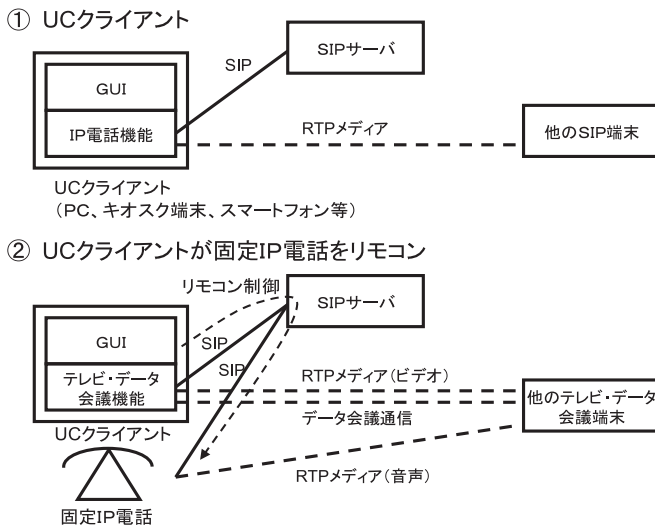 ① UCクライアント
SIPサーバ
SIP
GUI
IP電話機能
RTPメディア
他のSIP端末
UCクライアント
(PC、キオスク端末、スマートフォン等)
② UCクライアントが固定IP電話をリモコン
リモコン制御
SIPサーバ
GUI
SIP
SIP
テレビ・データ
会議機能
RTPメディア(ビデオ)
他のテレビ・データ
会議端末
データ会議通信
UCクライアント
RTPメディア(音声)
固定IP電話